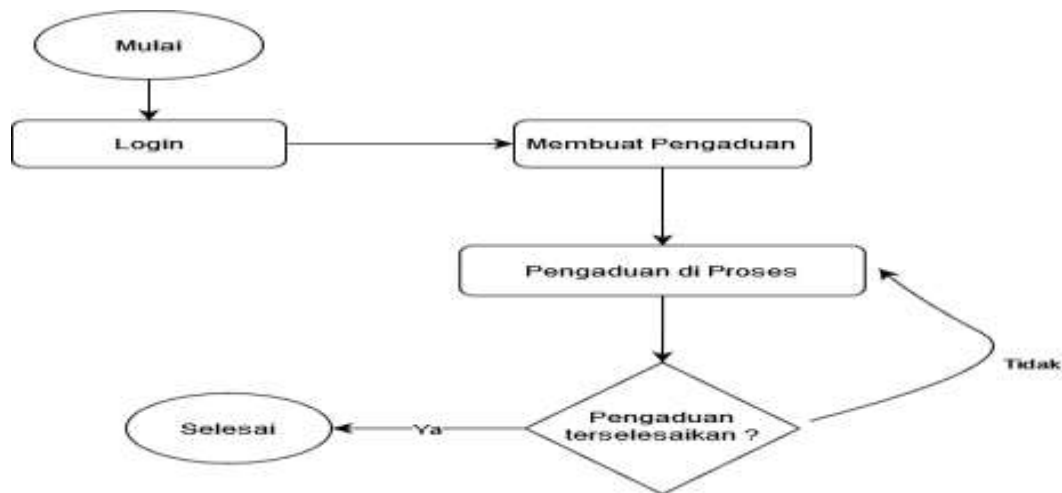 Mulai
Login
Membuat Pengaduan
Pengaduan di Proses
Tidak
Pengaduan
terselesaikan ?
Ya
Selesai